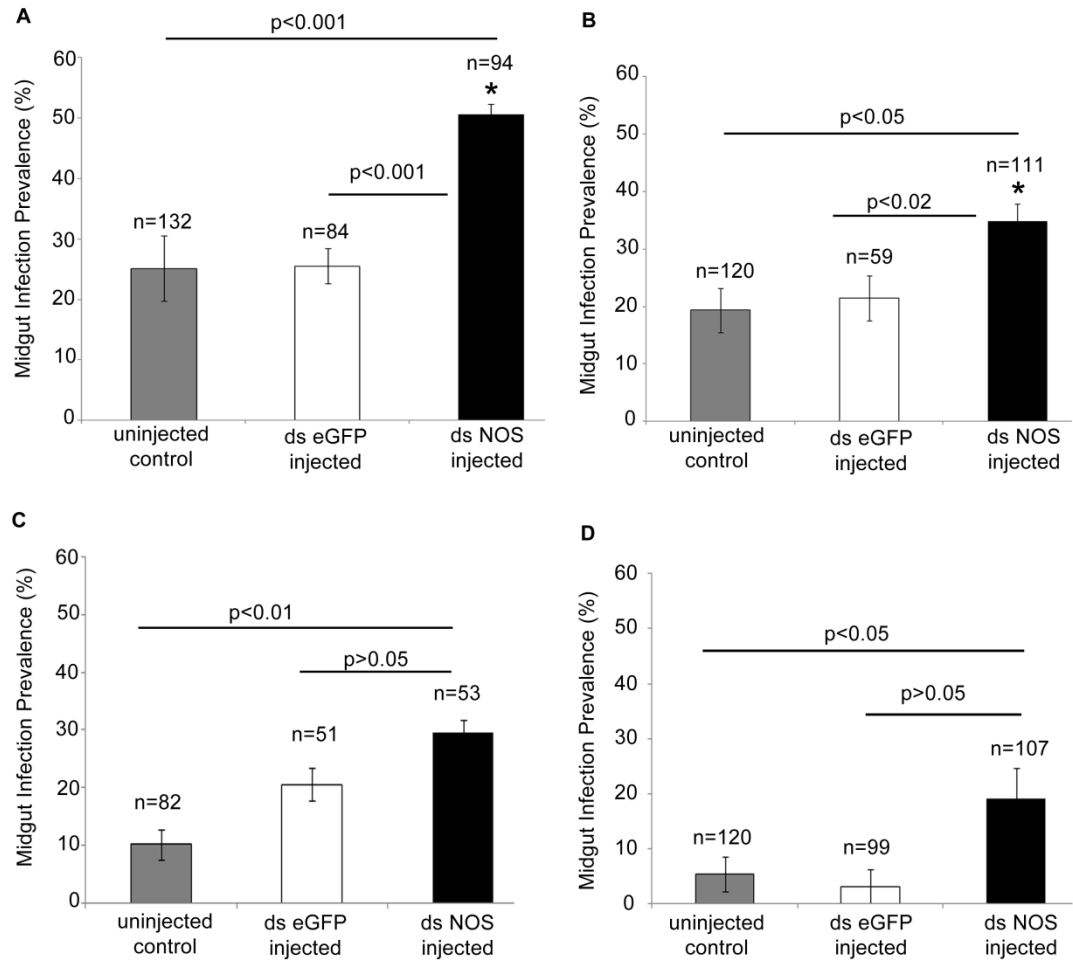 A
p<0.001
Midgut Infection Prevalence (%)
60
50
40
30
20
10
0
n=132
n=84
n=94
*
p<0.001
uninjected
control
ds eGFP
injected
ds NOS
injected
B
Midgut Infection Prevalence (%)
60
50
40
30
20
10
0
p<0.05
n=111
*
p<0.02
n=120
n=59
uninjected
control
ds eGFP
injected
ds NOS
injected
C
Midgut Infection Prevalence (%)
60
50
40
30
20
10
0
p<0.01
p>0.05
n=53
n=51
n=82
uninjected
control
ds eGFP
injected
ds NOS
injected
D
Midgut Infection Prevalence (%)
60
50
40
30
20
10
0
p<0.05
p>0.05
n=107
n=120
n=99
uninjected
control
ds eGFP
injected
ds NOS
injected